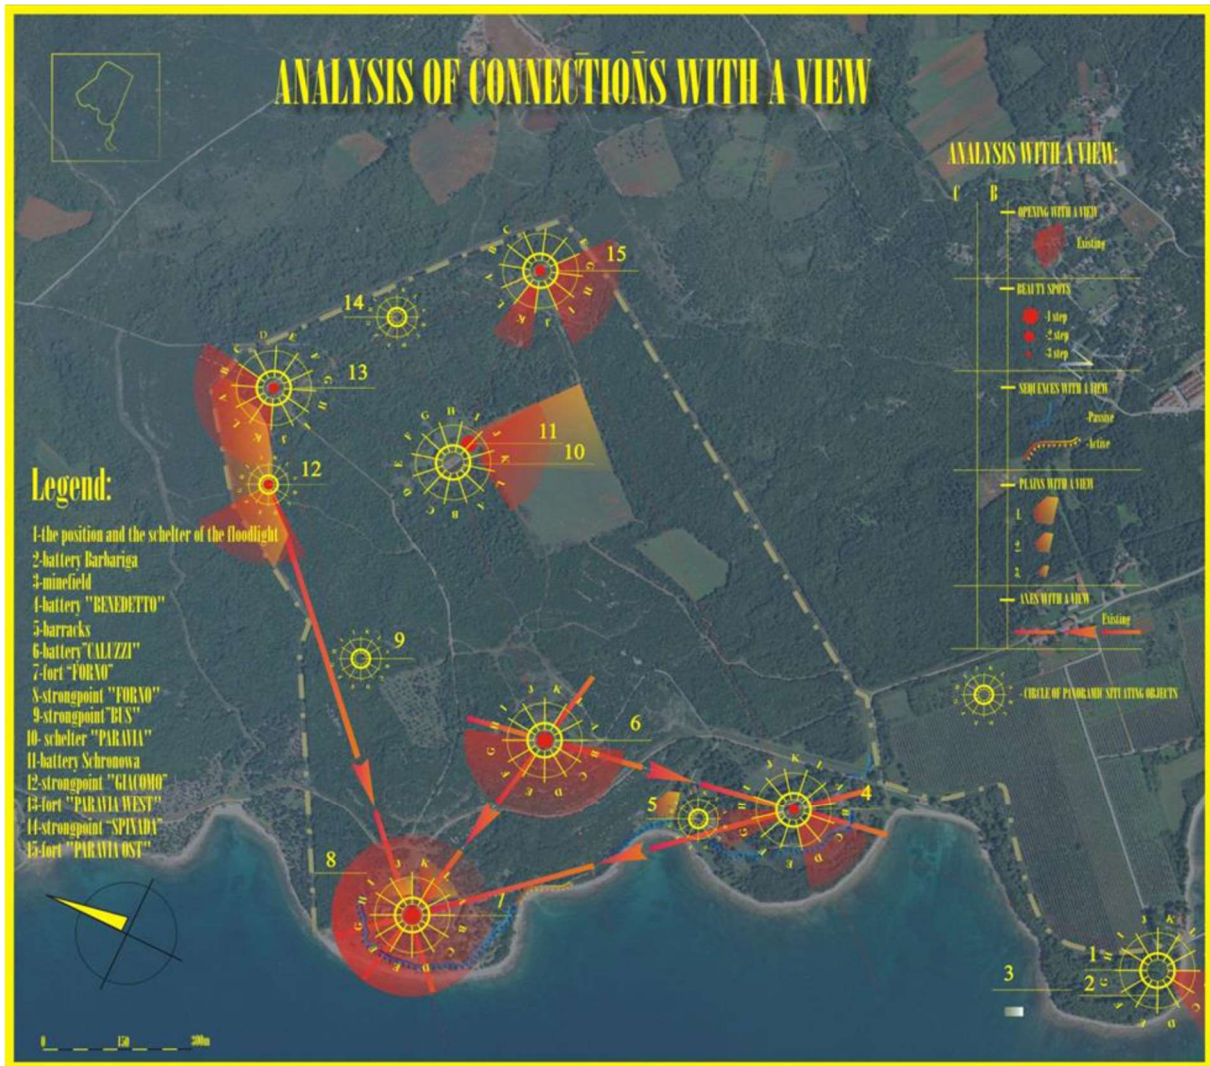 ANALYSIS OF CONNECTIONS WITH A VIEW
ANALYSIS WITH A VIEW:
C B
OPENING WITH A VIEW
Existing
BEAUTY SPOTS
-1 step
-2 step
-3 step
SEQUENCES WITH A VIEW
-Passive
-Active
PLAINS WITH A VIEW
1.
2.
3.
AXES WITH A VIEW
Existing
- CIRCLE OF PANORAMIC SITUATING OBJECTS
15
14
13
12
11
10
9
8
7
6
5
4
3
2
1
Legend:
1-the position and the schelter of the floodlight
2-battery Barbariga
3-minefield
4-battery "BENEDETTO"
5-barracks
6-battery"CALUZZI"
7-fort "FORNO"
8-strongpoint "FORNO"
9-strongpoint"BUS"
10- schelter "PARAVIA"
11-battery Schronowa
12-strongpoint "GIACOMO"
13-fort "PARAVIA WEST"
14-strongpoint "SPINADA"
15-fort "PARAVIA OST"
0 150 300m